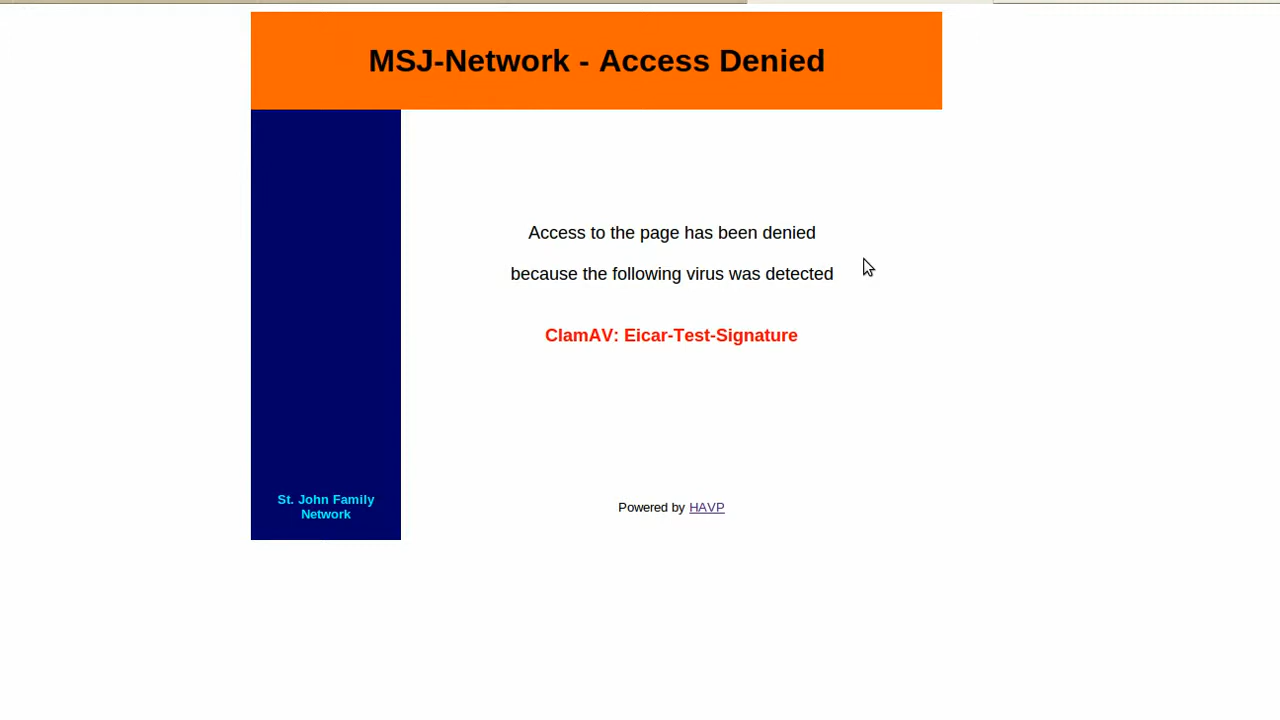 MSJ-Network - Access Denied
Access to the page has been denied
because the following virus was detected
ClamAV: Eicar-Test-Signature
St. John Family
Network
Powered by HAVP